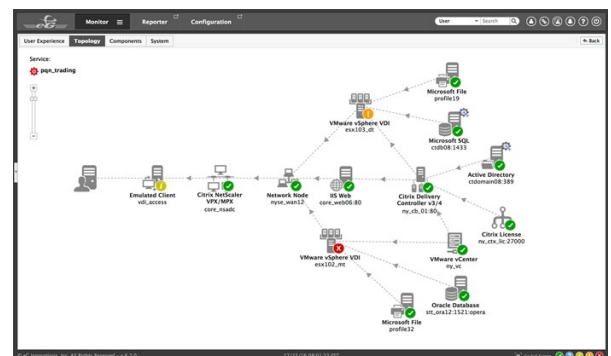 eG
Monitor
Reporter
Configuration
User
Search
User Experience
Topology
Components
System
Back
Service:
pqn_trading
Microsoft File
profile19
VMware vSphere VDI
esx103_dt
Microsoft SQL
ctdb08:1433
Active Directory
ctdomain08:389
Emulated Client
vdi_access
Citrix NetScaler
VPX/MPX
core_nsadc
Network Node
nyse_wan12
IIS Web
core_web06:80
Citrix Delivery
Controller v3/4
ny_cb_01:80
Citrix License
ny_ctx_lic:27000
VMware vSphere VDI
esx102_mt
VMware vCenter
ny_vc
Oracle Database
stt_ora12:1521:opera
Microsoft File
profile32